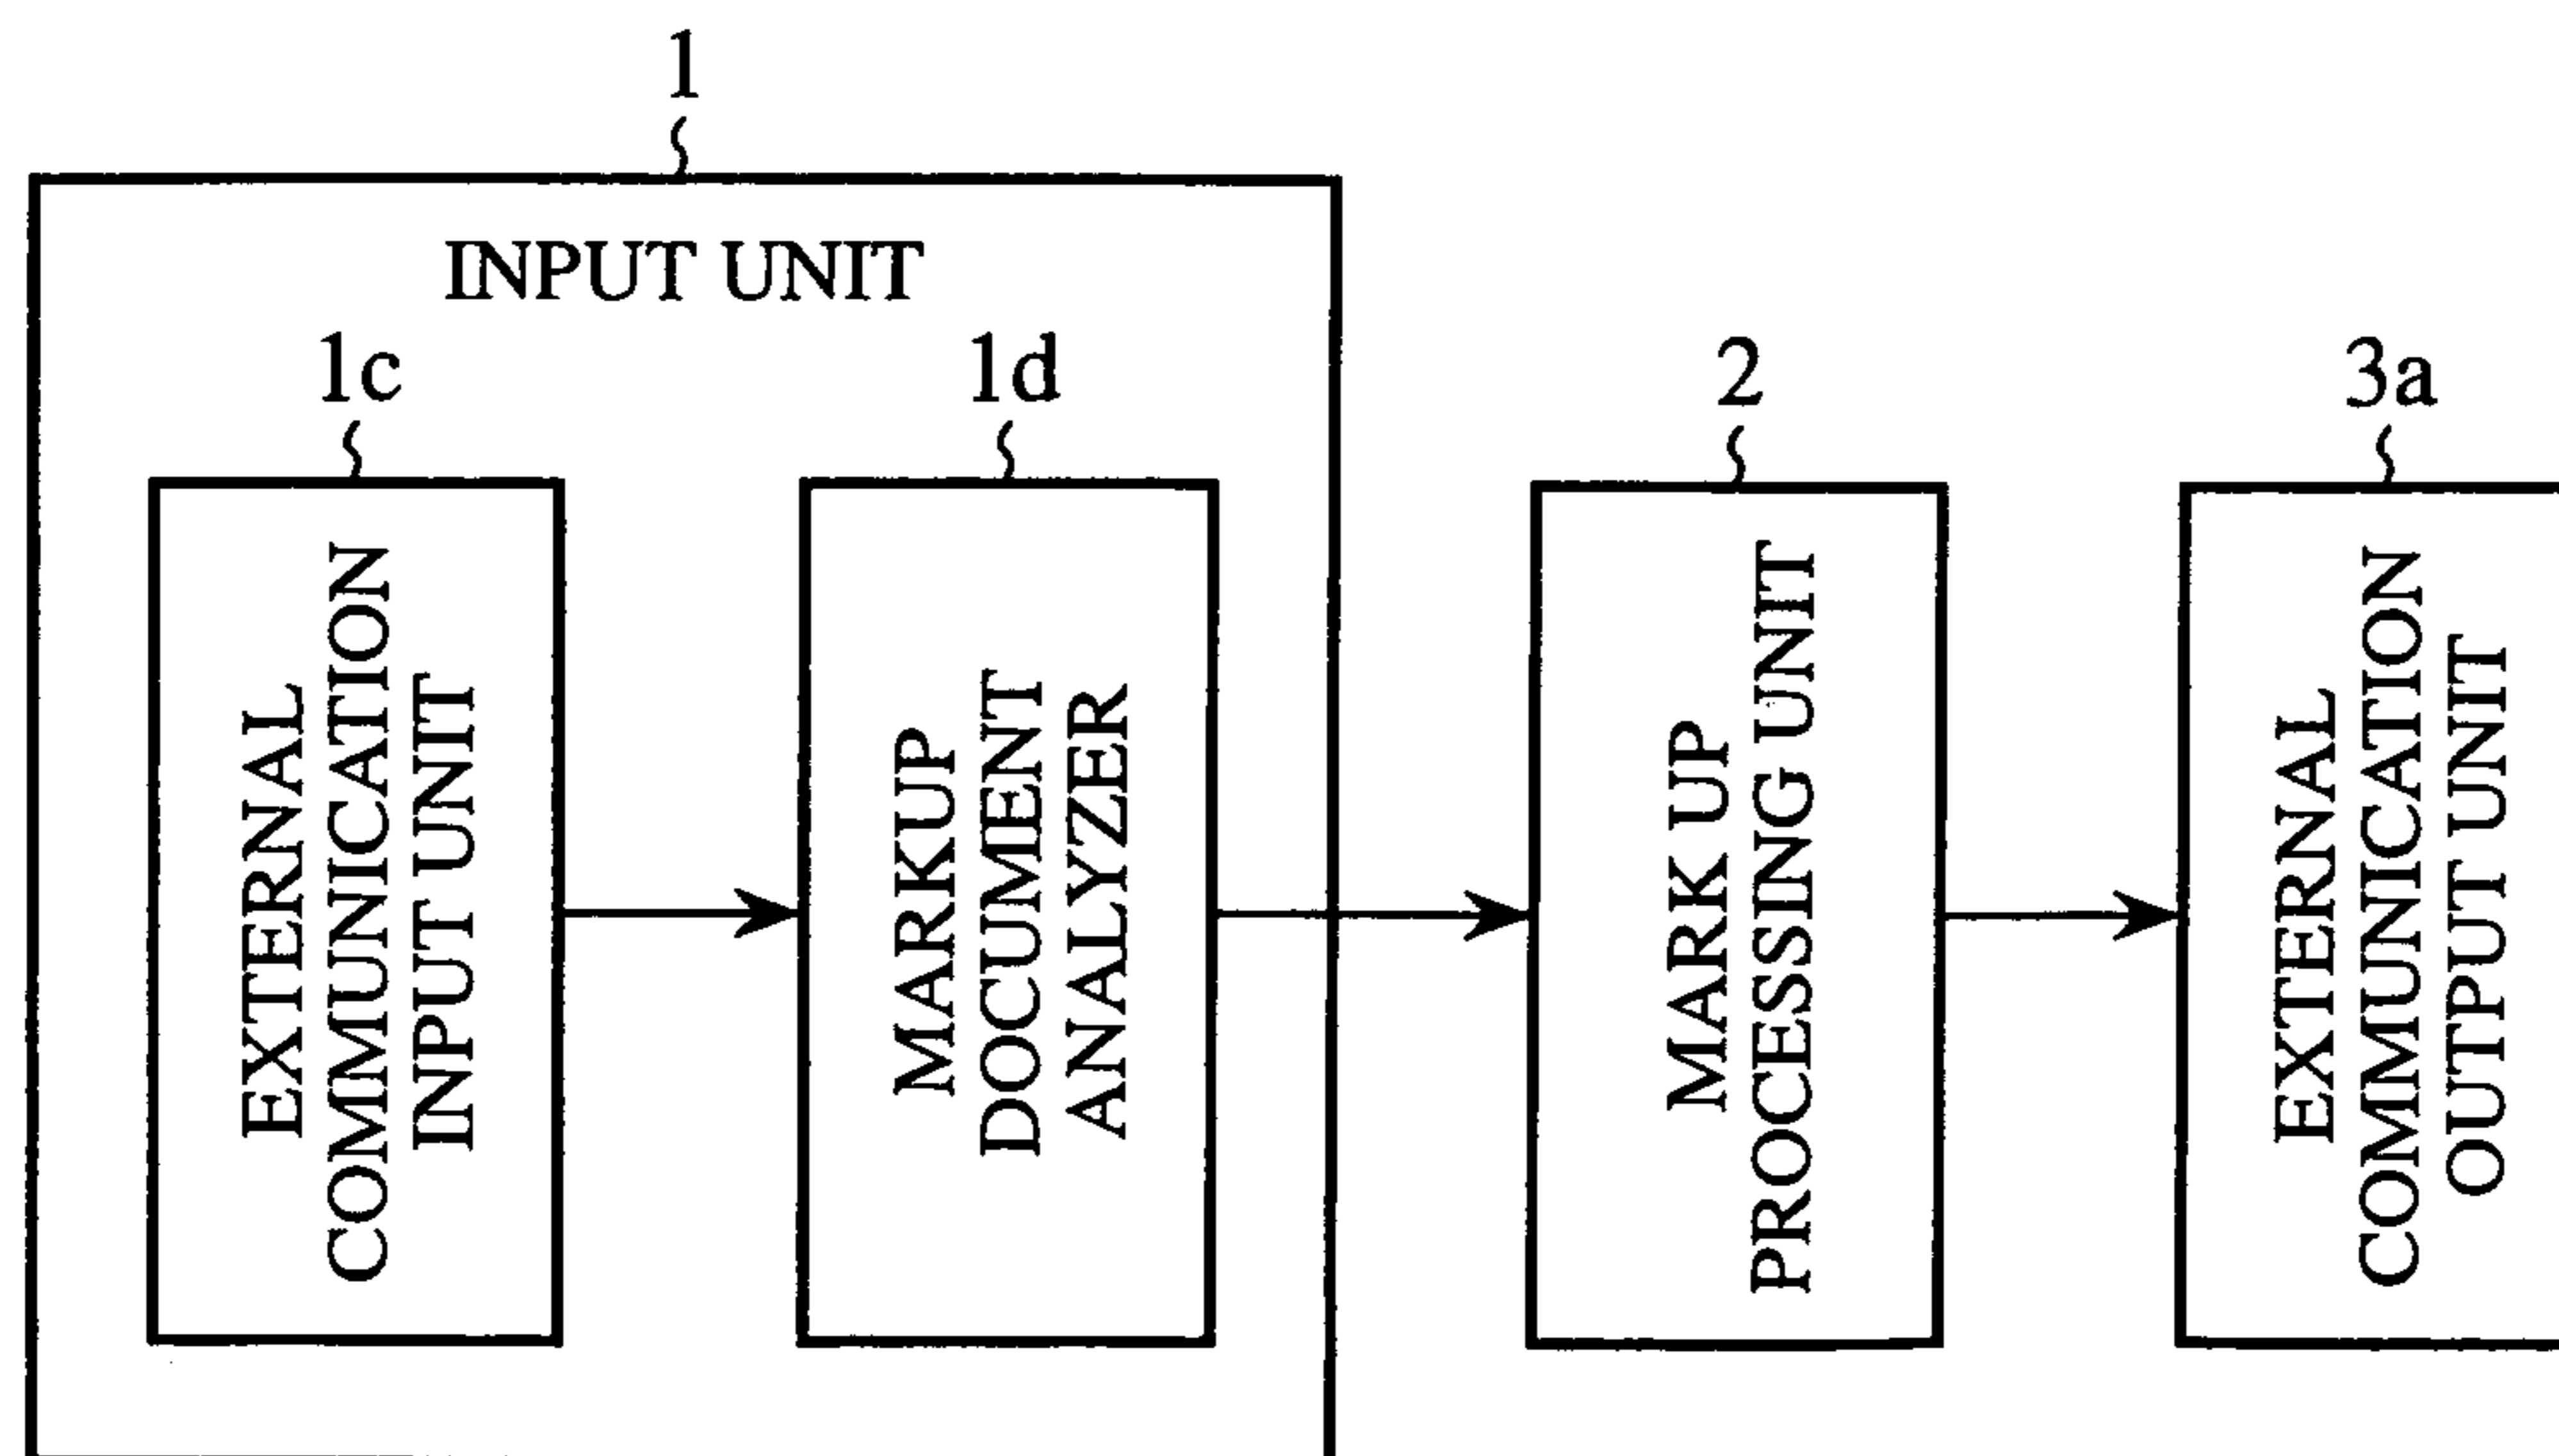 1
INPUT UNIT
1c
EXTERNAL
COMMUNICATION
INPUT UNIT
1d
MARKUP
DOCUMENT
ANALYZER
2
MARK UP
PROCESSING UNIT
3a
EXTERNAL
COMMUNICATION
OUTPUT UNIT